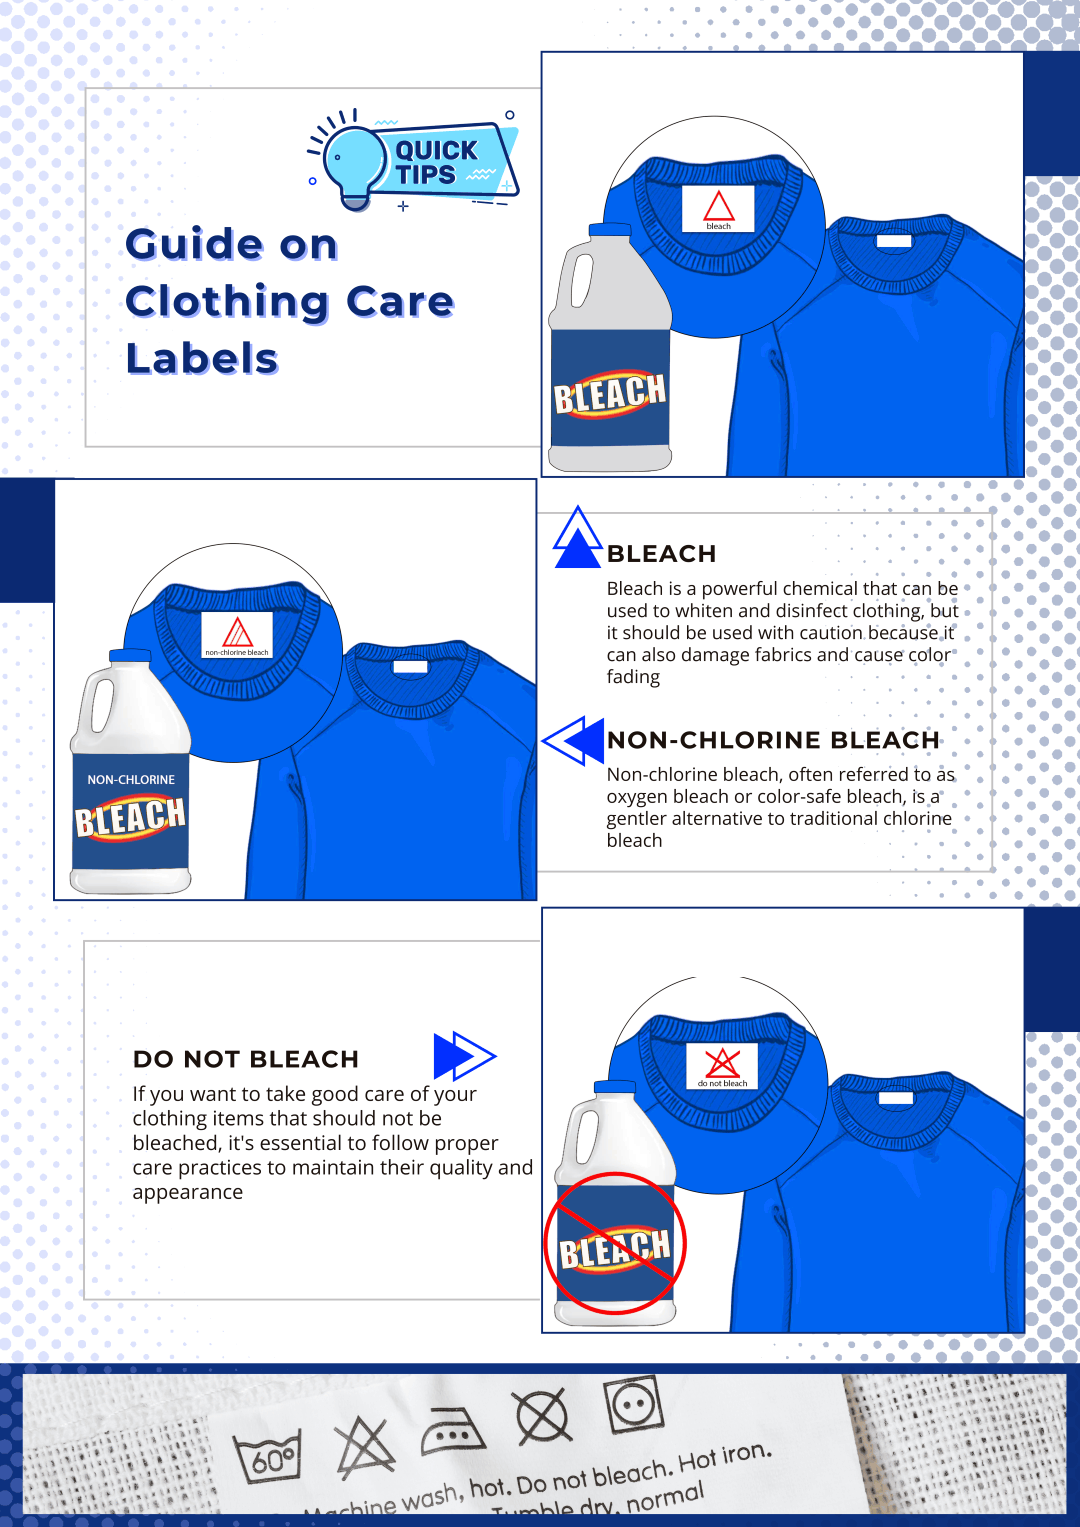 QUICK
TIPS
Guide on
Clothing Care
Labels
bleach
BLEACH
non-chlorine bleach
NON-CHLORINE
BLEACH
BLEACH
Bleach is a powerful chemical that can be
used to whiten and disinfect clothing, but
it should be used with caution because it
can also damage fabrics and cause color
fading
NON-CHLORINE BLEACH
Non-chlorine bleach, often referred to as
oxygen bleach or color-safe bleach, is a
gentler alternative to traditional chlorine
bleach
DO NOT BLEACH
If you want to take good care of your
clothing items that should not be
bleached, it's essential to follow proper
care practices to maintain their quality and
appearance
do not bleach
BLEACH
60°
Machine wash, hot. Do not bleach. Hot iron.
Tumble dry, normal